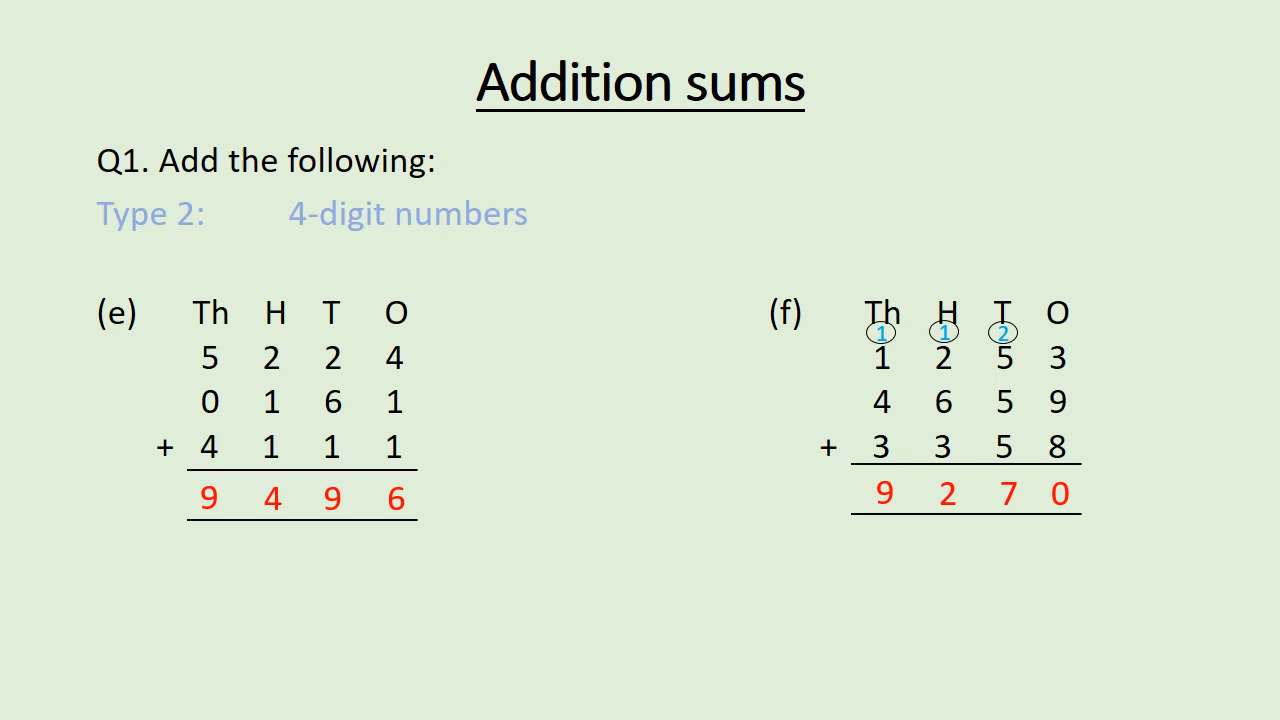 Addition sums
Q1. Add the following:
Type 2: 4-digit numbers
(e) Th H T O
5 2 2 4
0 1 6 1
+ 4 1 1 1
9 4 9 6
(f) Th H T O
1 1 2
1 2 5 3
4 6 5 9
+ 3 3 5 8
9 2 7 0